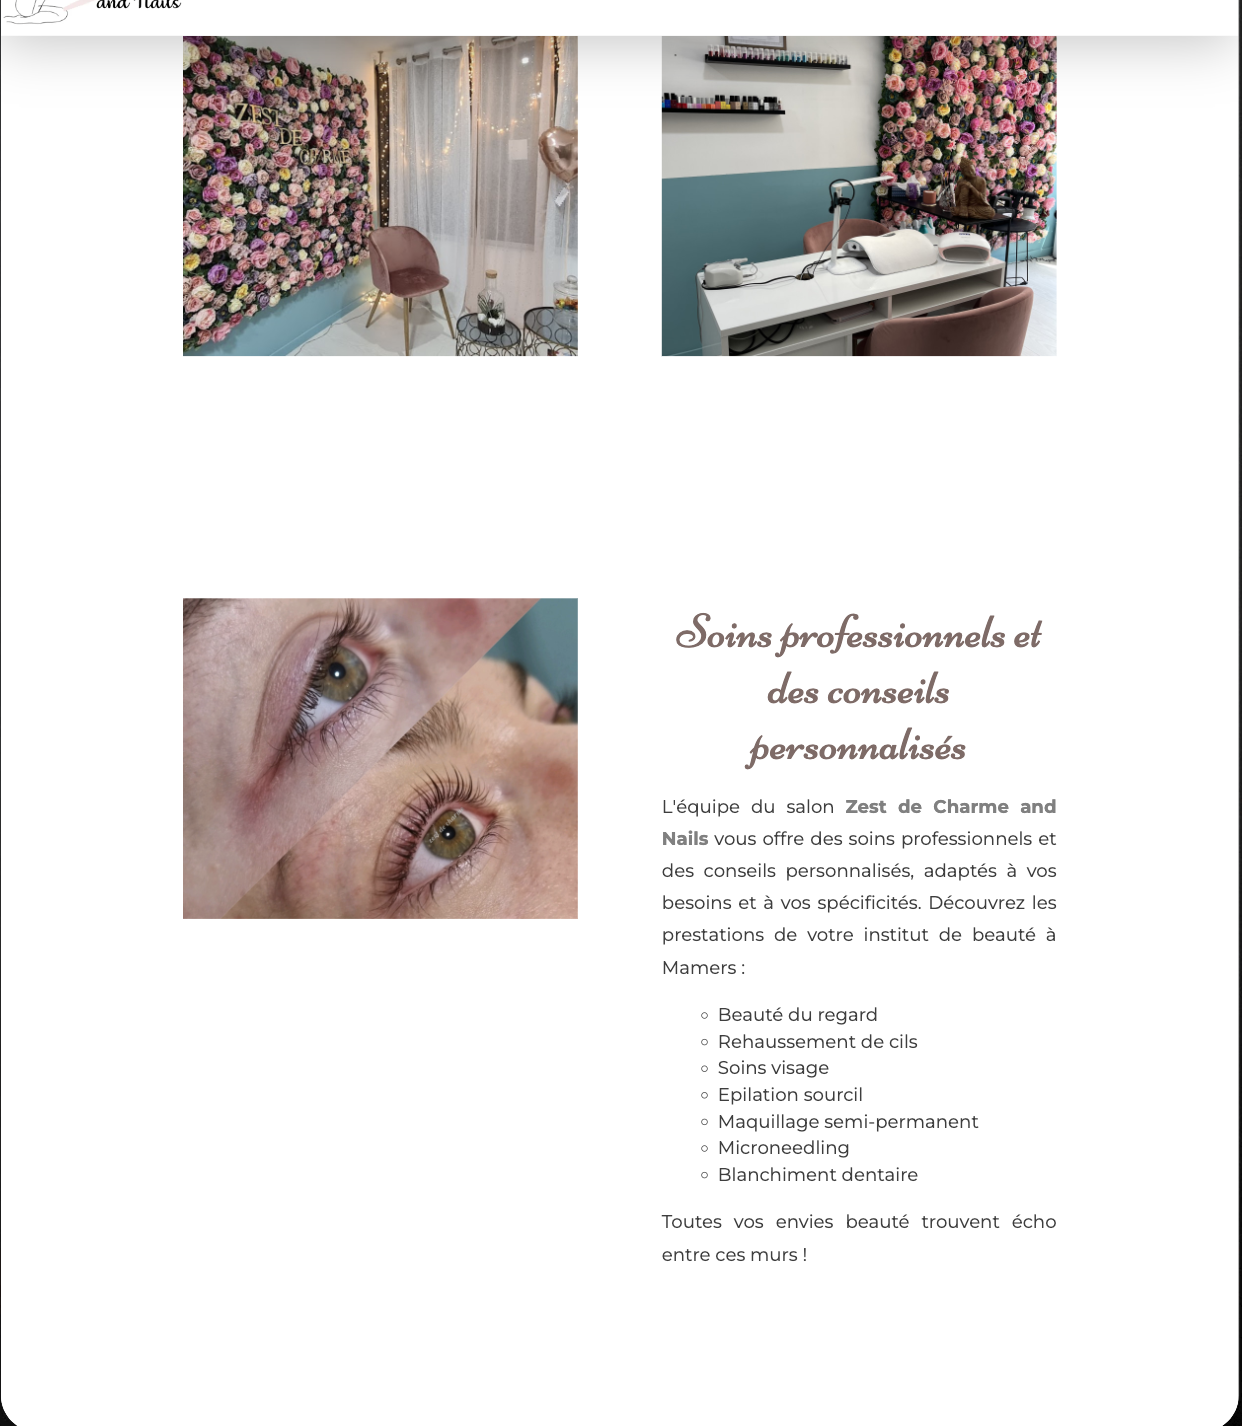 and Nails
ZEST
DE
CHARME
Soins professionnels et
des conseils
personnalisés
L'équipe du salon Zest de Charme and
Nails vous offre des soins professionnels et
des conseils personnalisés, adaptés à vos
besoins et à vos spécificités. Découvrez les
prestations de votre institut de beauté à
Mamers :
Beauté du regard
Rehaussement de cils
Soins visage
Epilation sourcil
Maquillage semi-permanent
Microneedling
Blanchiment dentaire
Toutes vos envies beauté trouvent écho
entre ces murs !